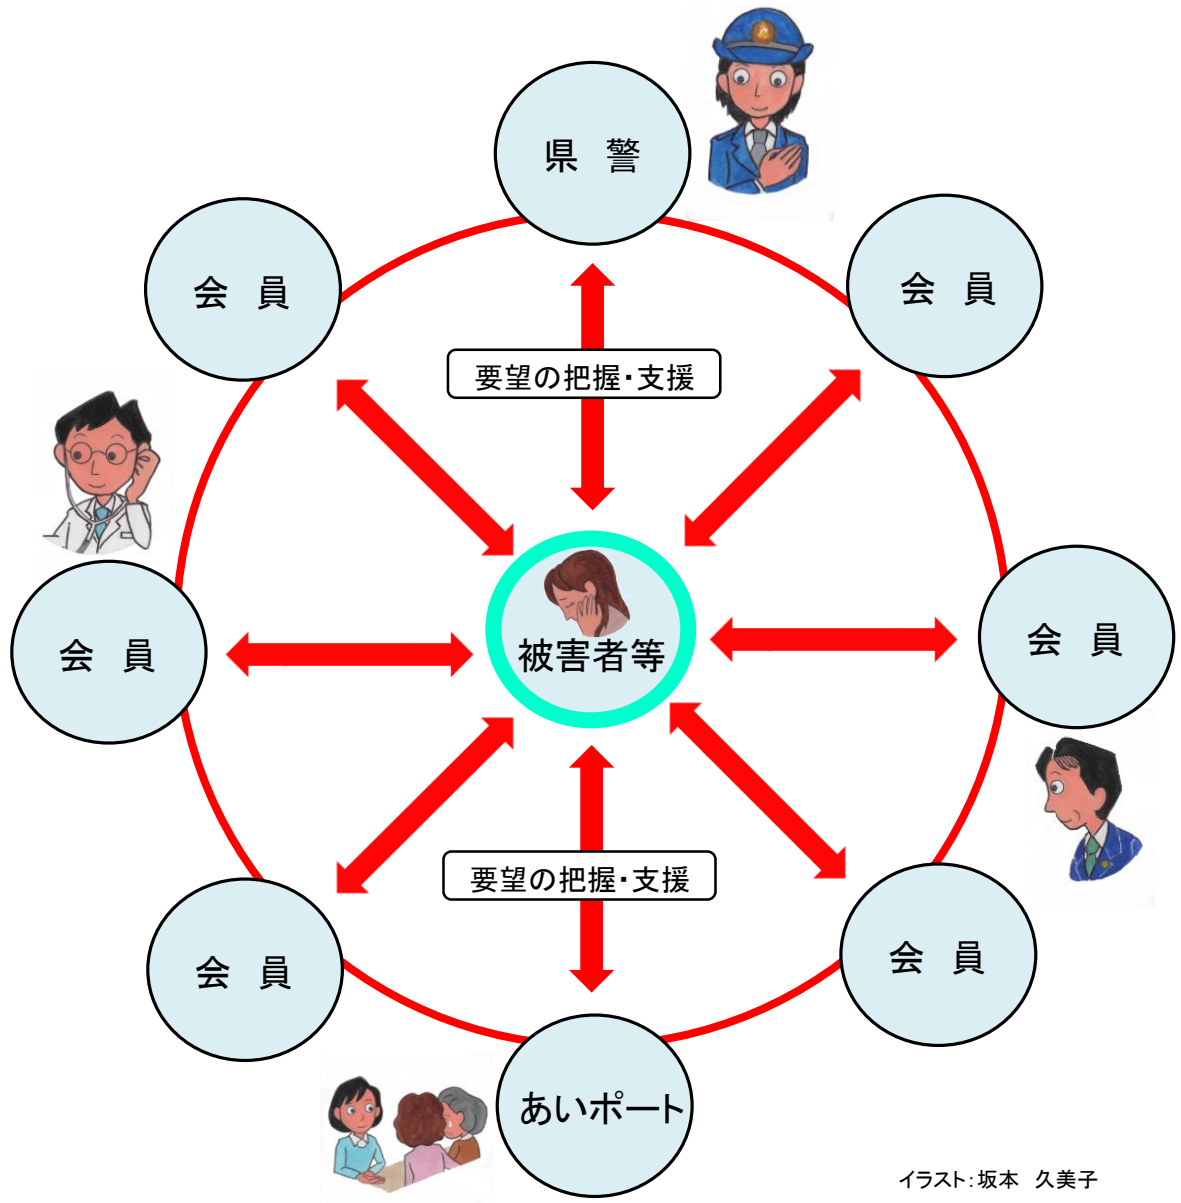 県 警
会 員
会 員
要望の把握・支援
会 員
被害者等
会 員
要望の把握・支援
会 員
会 員
あいポート
イラスト：坂本 久美子